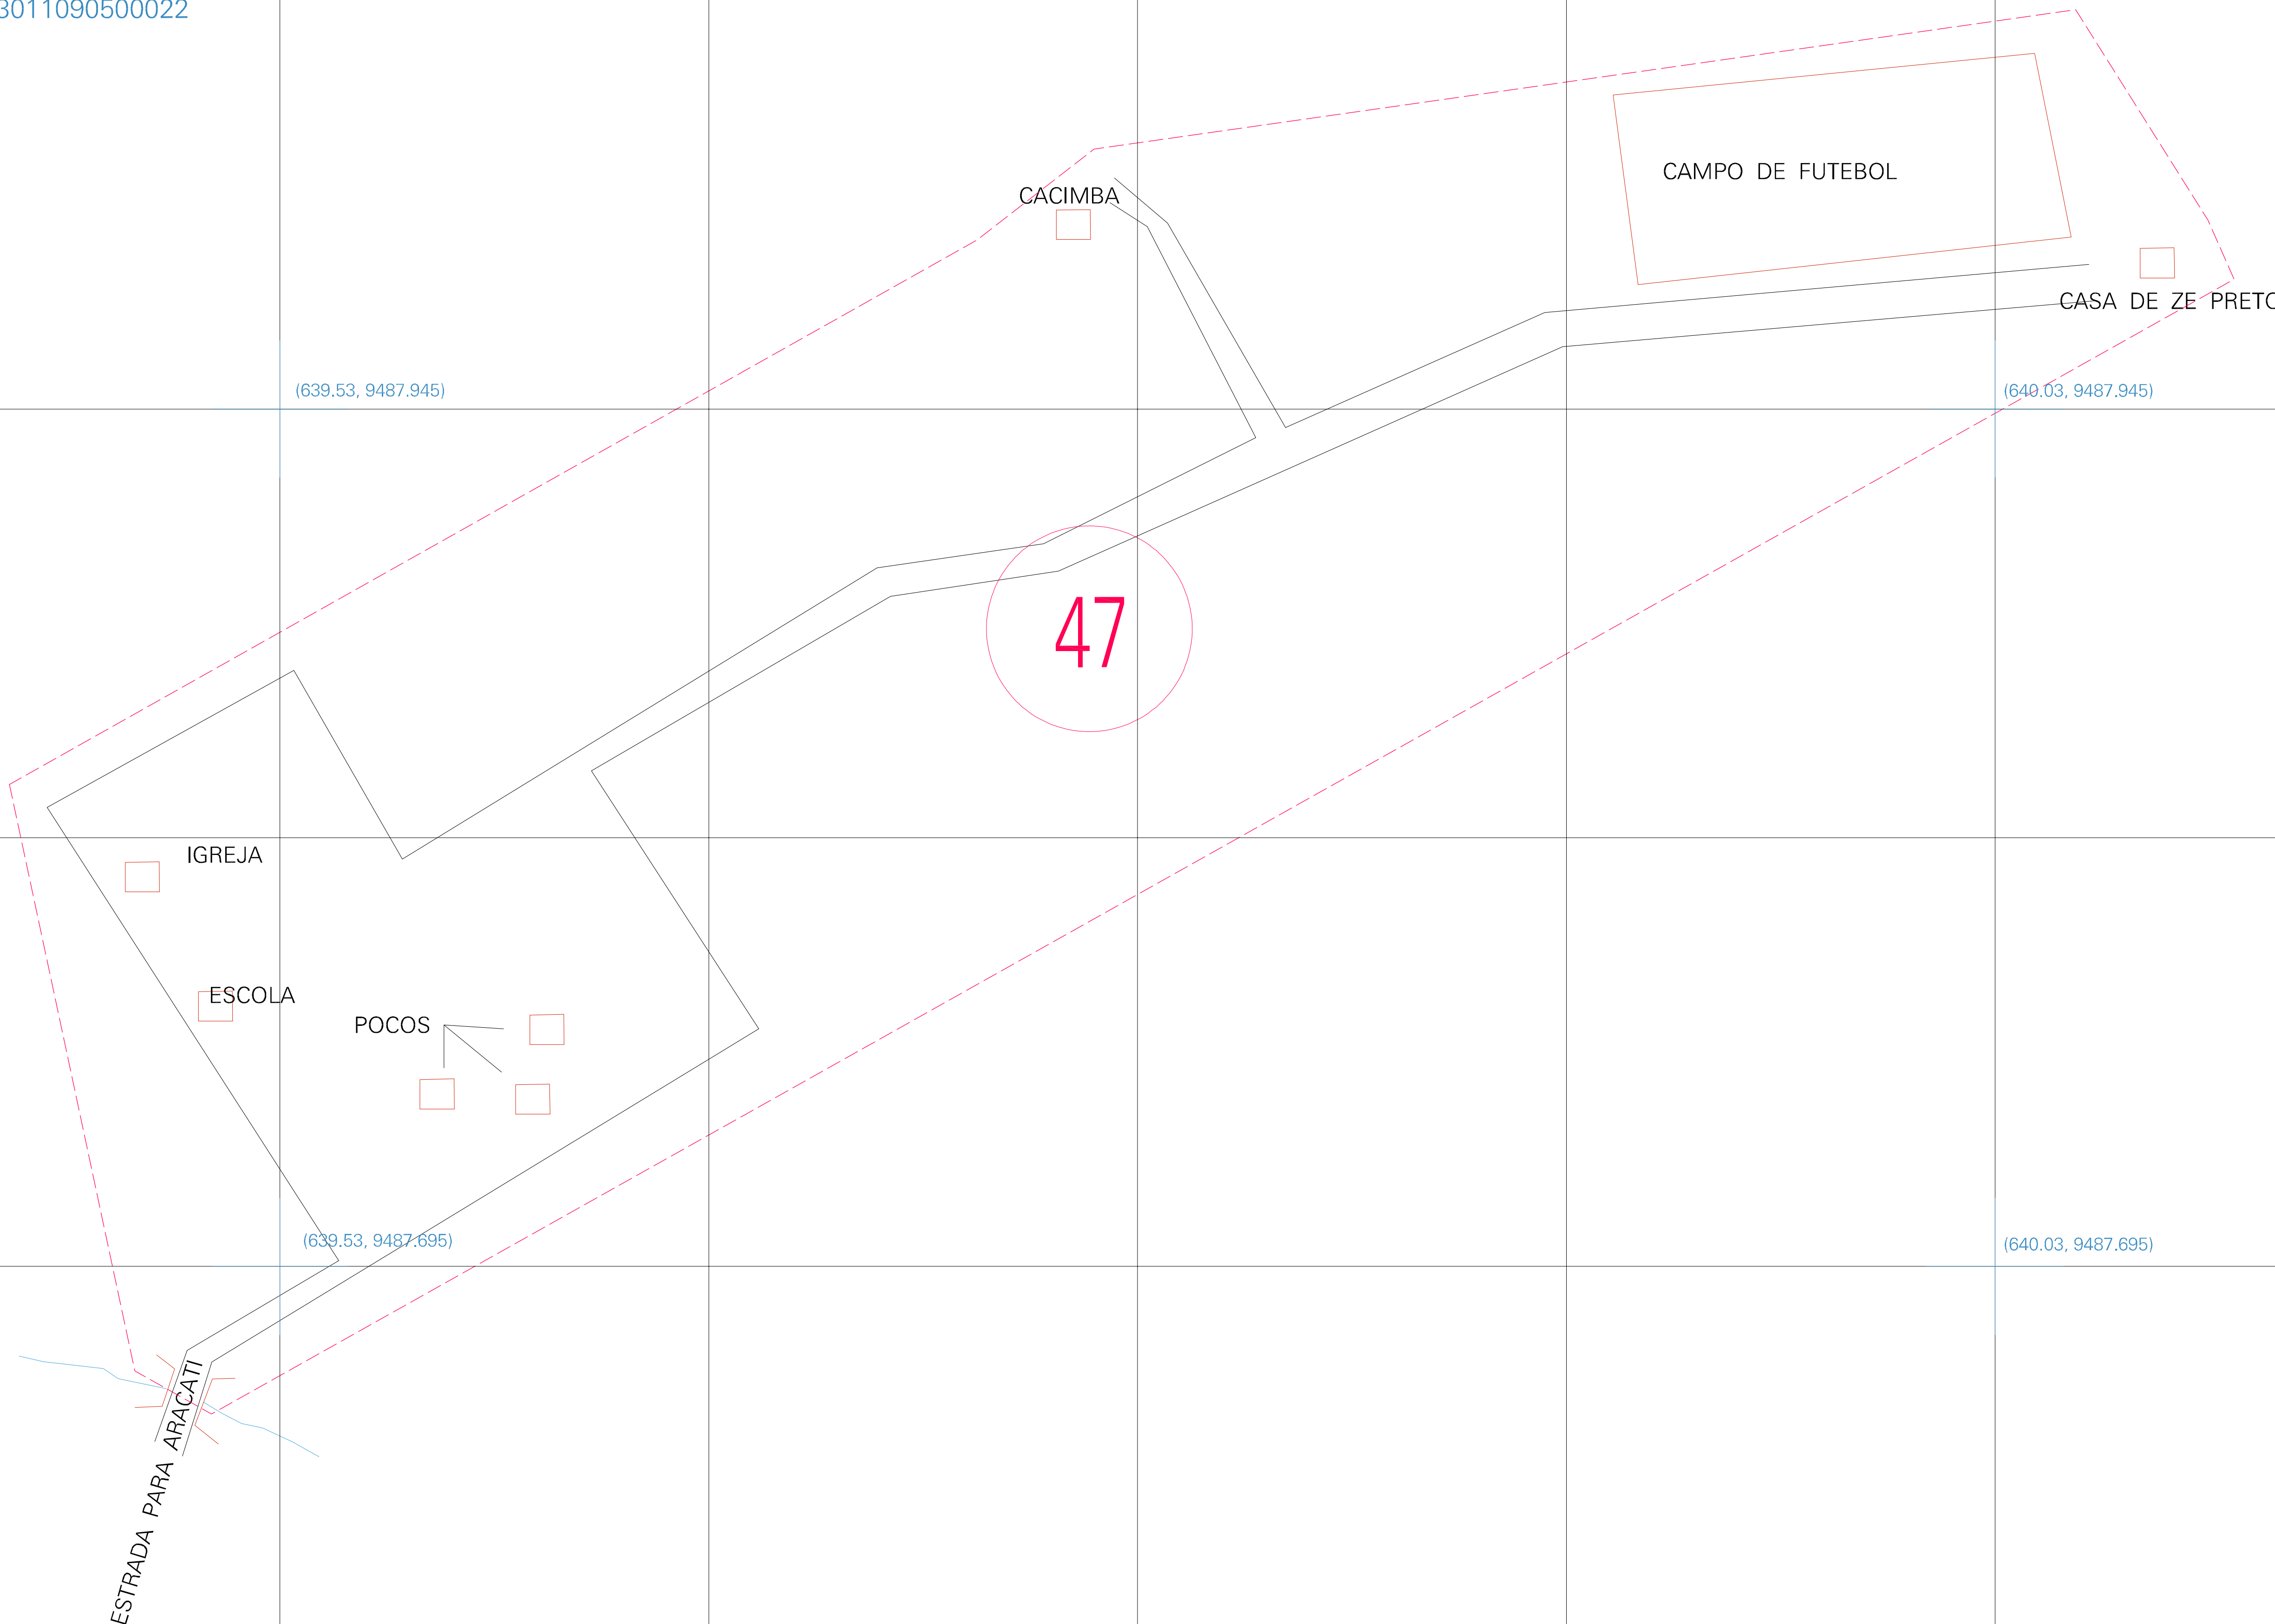 3011090500022
CAMPO DE FUTEBOL
CACIMBA
CASA DE ZE PRETO
(639.53, 9487.945)
(640.03, 9487.945)
47
IGREJA
ESCOLA
POCOS
(639.53, 9487.695)
(640.03, 9487.695)
ESTRADA PARA ARACATI